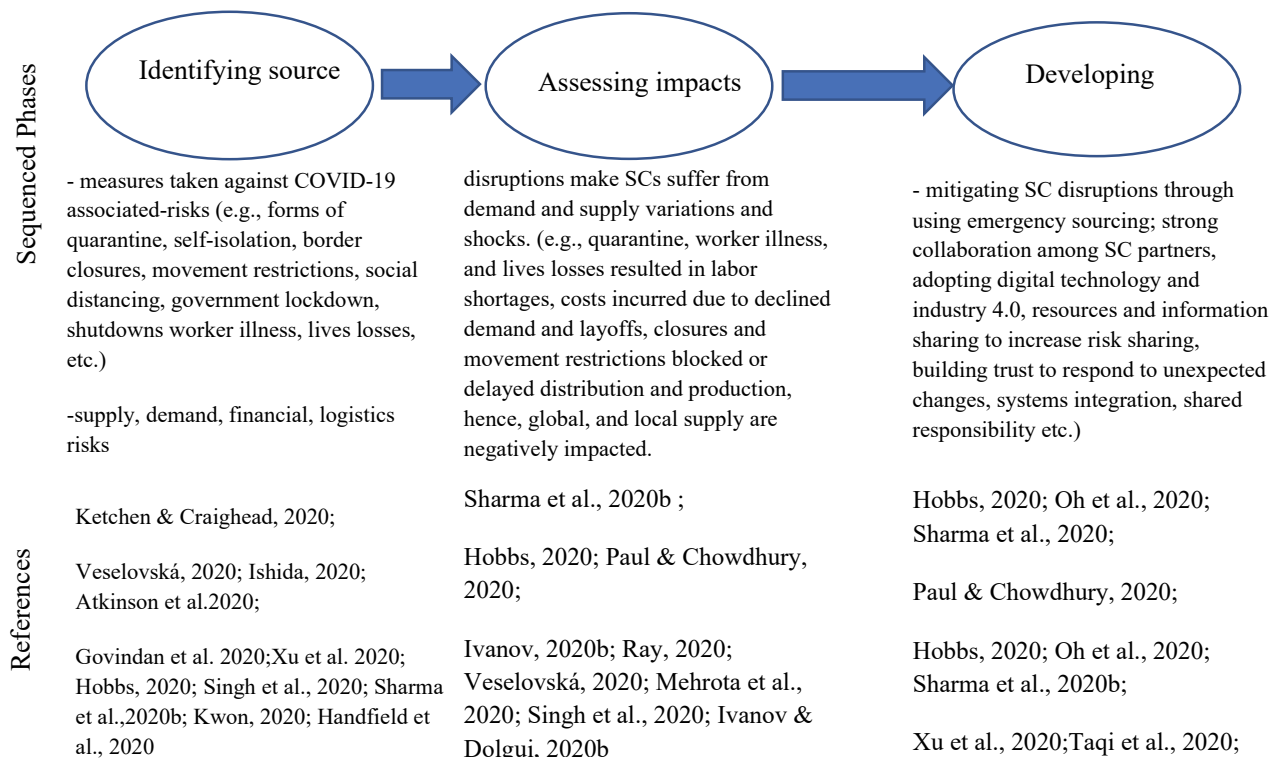 Sequenced Phases
Identifying source
Assessing impacts
Developing
- measures taken against COVID-19
associated-risks (e.g., forms of
quarantine, self-isolation, border
closures, movement restrictions, social
distancing, government lockdown,
shutdowns worker illness, lives losses,
etc.)
-supply, demand, financial, logistics
risks
disruptions make SCs suffer from
demand and supply variations and
shocks. (e.g., quarantine, worker illness,
and lives losses resulted in labor
shortages, costs incurred due to declined
demand and layoffs, closures and
movement restrictions blocked or
delayed distribution and production,
hence, global, and local supply are
negatively impacted.
- mitigating SC disruptions through
using emergency sourcing; strong
collaboration among SC partners,
adopting digital technology and
industry 4.0, resources and information
sharing to increase risk sharing,
building trust to respond to unexpected
changes, systems integration, shared
responsibility etc.)
References
Ketchen & Craighead, 2020;
Veselovská, 2020; Ishida, 2020;
Atkinson et al.2020;
Govindan et al. 2020;Xu et al. 2020;
Hobbs, 2020; Singh et al., 2020; Sharma
et al.,2020b; Kwon, 2020; Handfield et
al., 2020
Sharma et al., 2020b ;
Hobbs, 2020; Paul & Chowdhury,
2020;
Ivanov, 2020b; Ray, 2020;
Veselovská, 2020; Mehrota et al.,
2020; Singh et al., 2020; Ivanov &
Dolgui, 2020b
Hobbs, 2020; Oh et al., 2020;
Sharma et al., 2020;
Paul & Chowdhury, 2020;
Hobbs, 2020; Oh et al., 2020;
Sharma et al., 2020b;
Xu et al., 2020;Taqi et al., 2020;